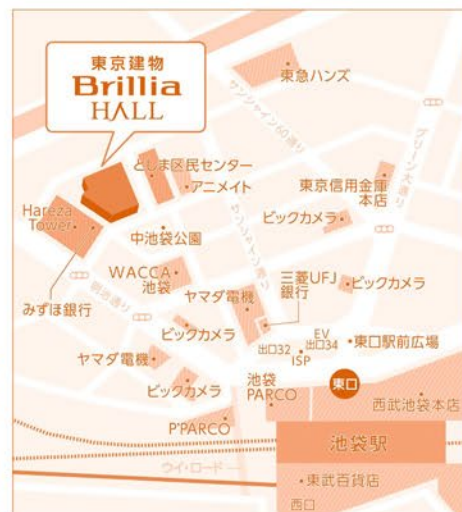 東京建物
Brillia
HALL
東急ハンズ
サンシャイン60通り
グリーン大通り
としま区民センター
アニメイト
東京信用金庫
本店
Hareza
Tower
ビックカメラ
中池袋公園
サンシャイン通り
WACCA
池袋
三菱UFJ
銀行
ビックカメラ
みずほ銀行
明治通り
ヤマダ電機
ビックカメラ
出口32
EV
出口34
ISP
東口駅前広場
ヤマダ電機
ビックカメラ
池袋
PARCO
東口
西武池袋本店
P'PARCO
池袋駅
ウイ・ロード
東武百貨店
西口